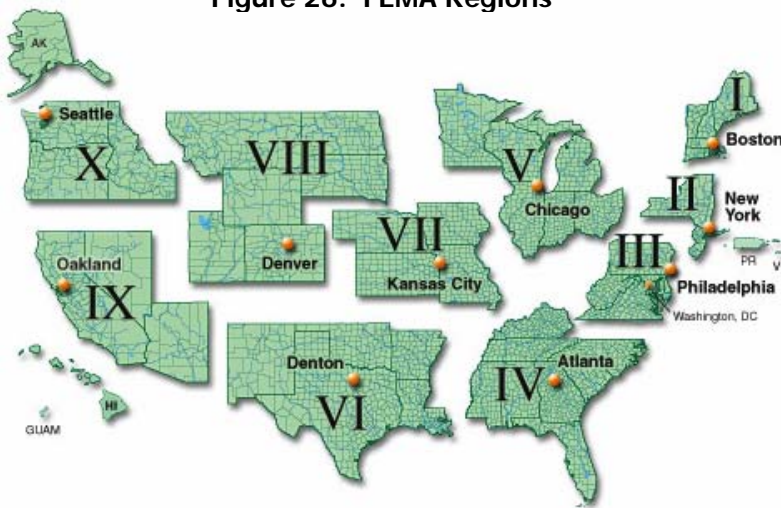 Figure 28: FEMA Regions
AK
Seattle
X
VIII
V
Chicago
I
Boston
II
New
York
PR
V
III
Philadelphia
Washington, DC
Oakland
IX
Denver
VII
Kansas City
HI
GUAM
Denton
VI
IV
Atlanta